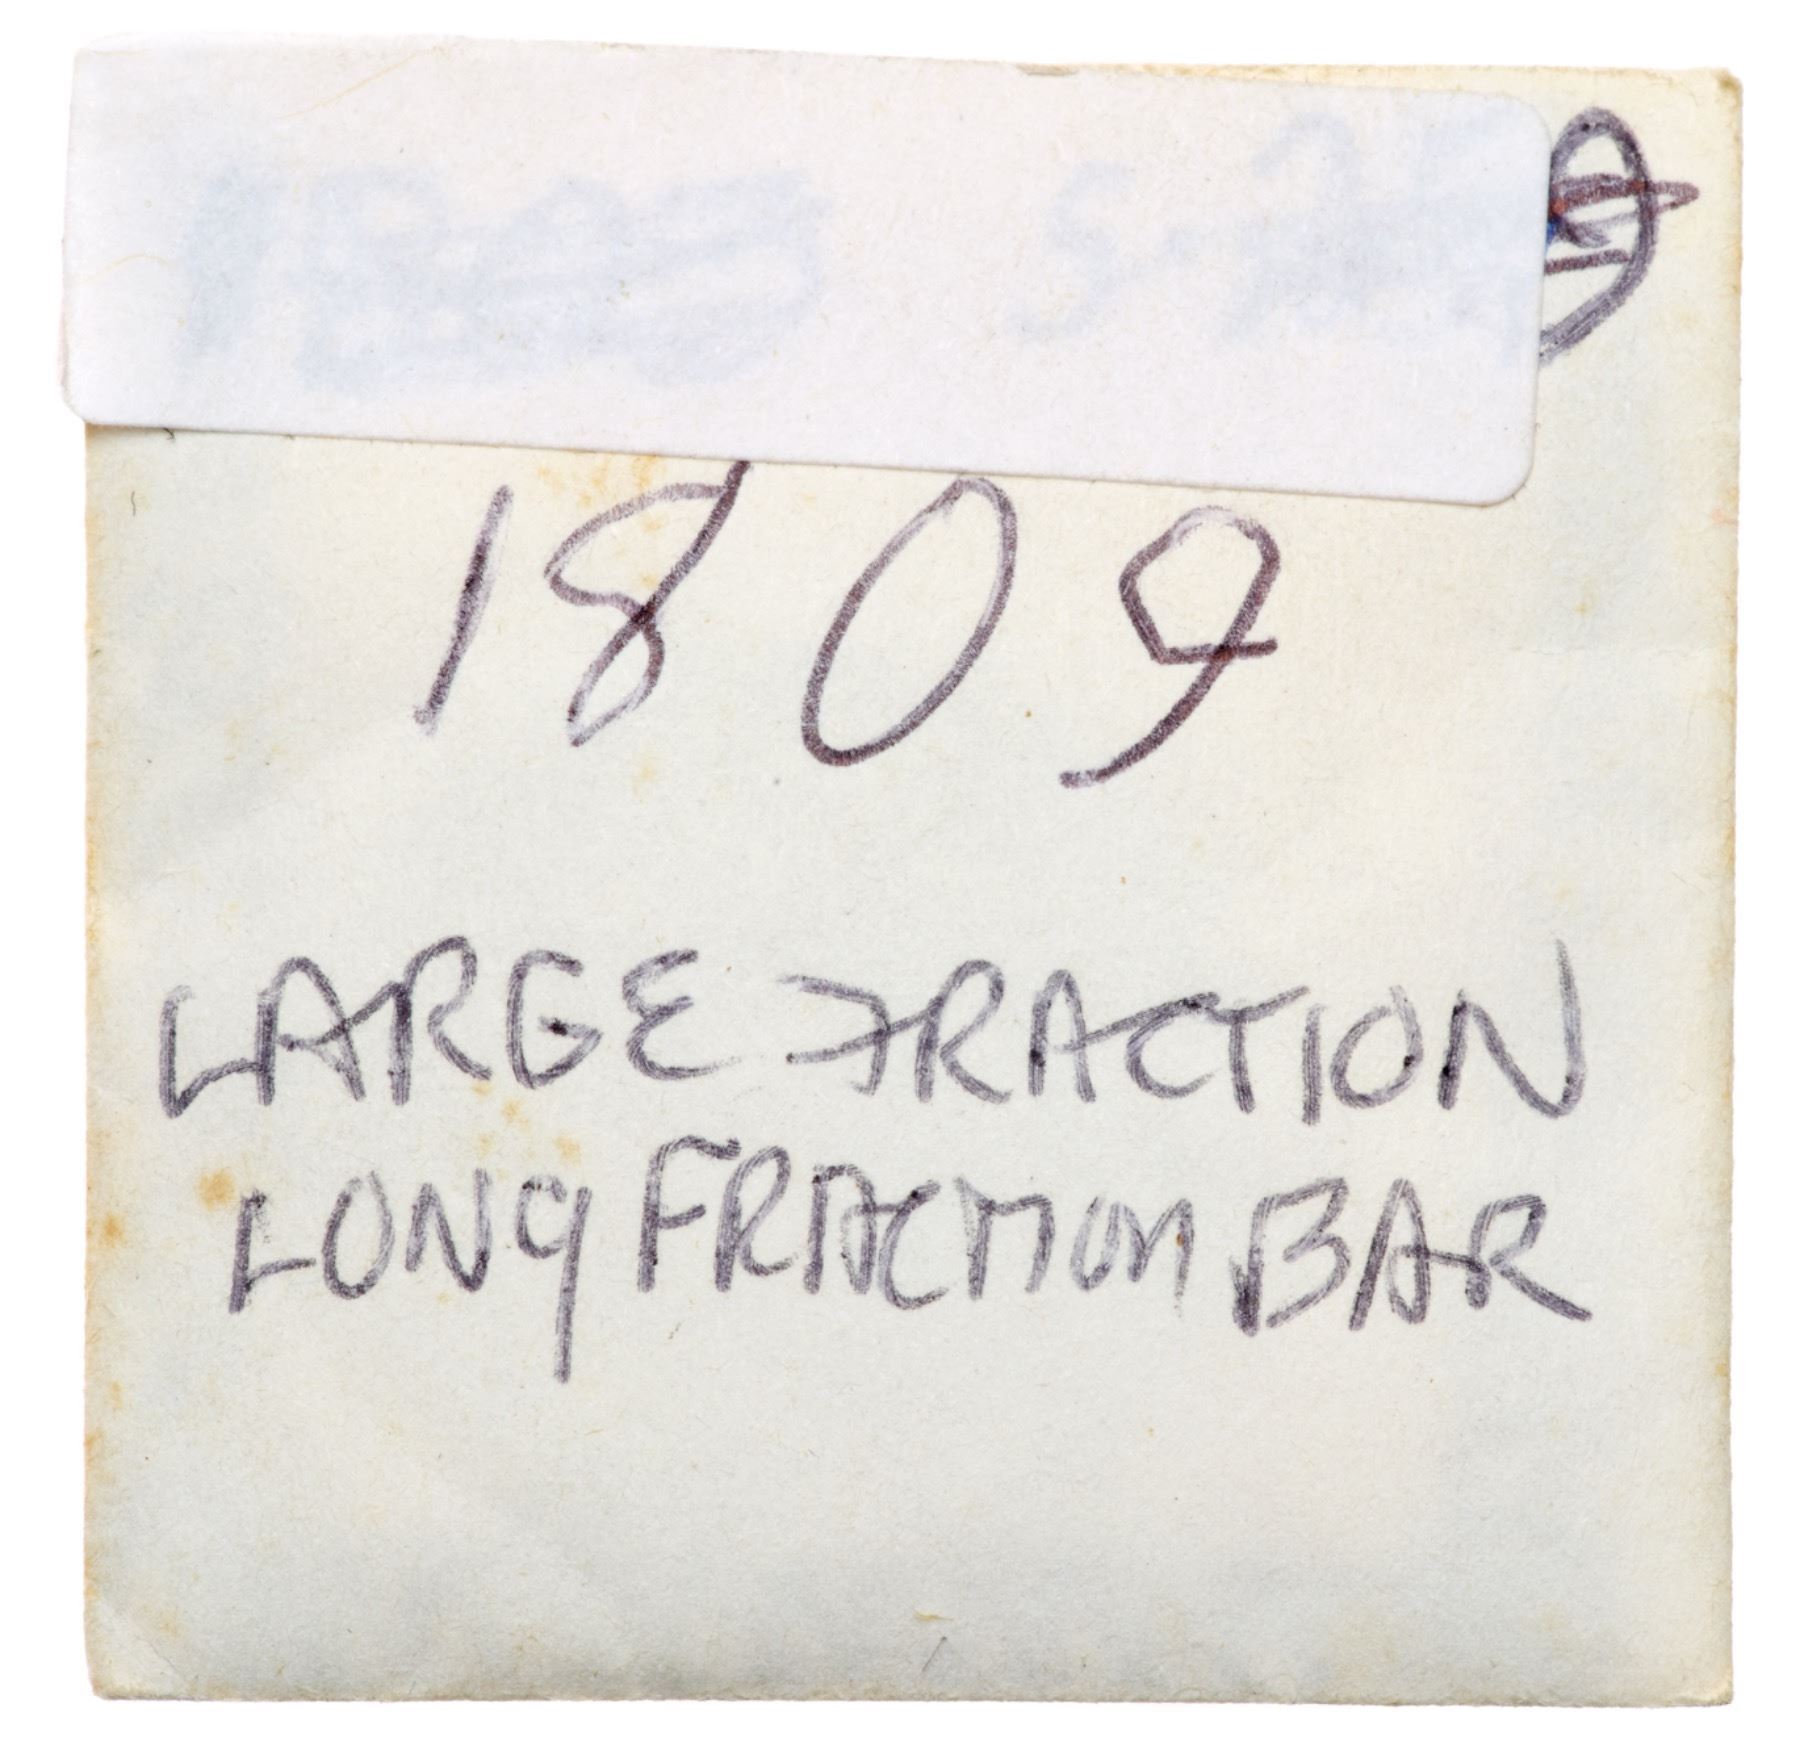 1809
LARGE FRACTION
LONG FRACTION BAR